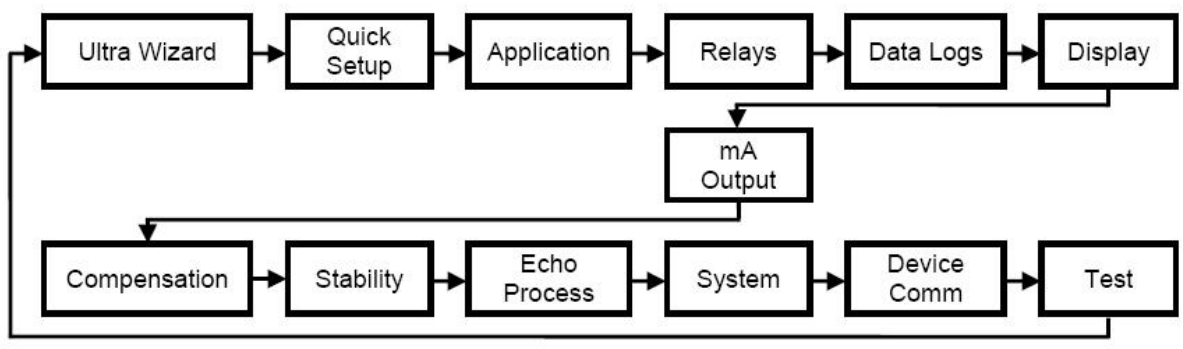 Ultra Wizard
Quick
Setup
Application
Relays
Data Logs
Display
mA
Output
Compensation
Stability
Echo
Process
System
Device
Comm
Test